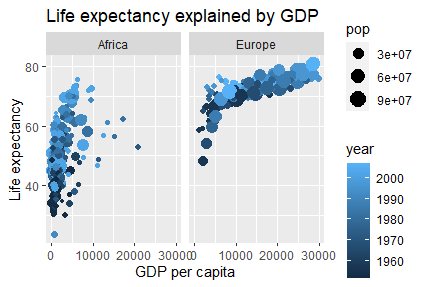 Life expectancy explained by GDP
Africa
Europe
80
60
40
Life expectancy
0 10000 20000 30000
0 10000 20000 30000
GDP per capita
pop
3e+07
6e+07
9e+07
year
2000
1990
1980
1970
1960